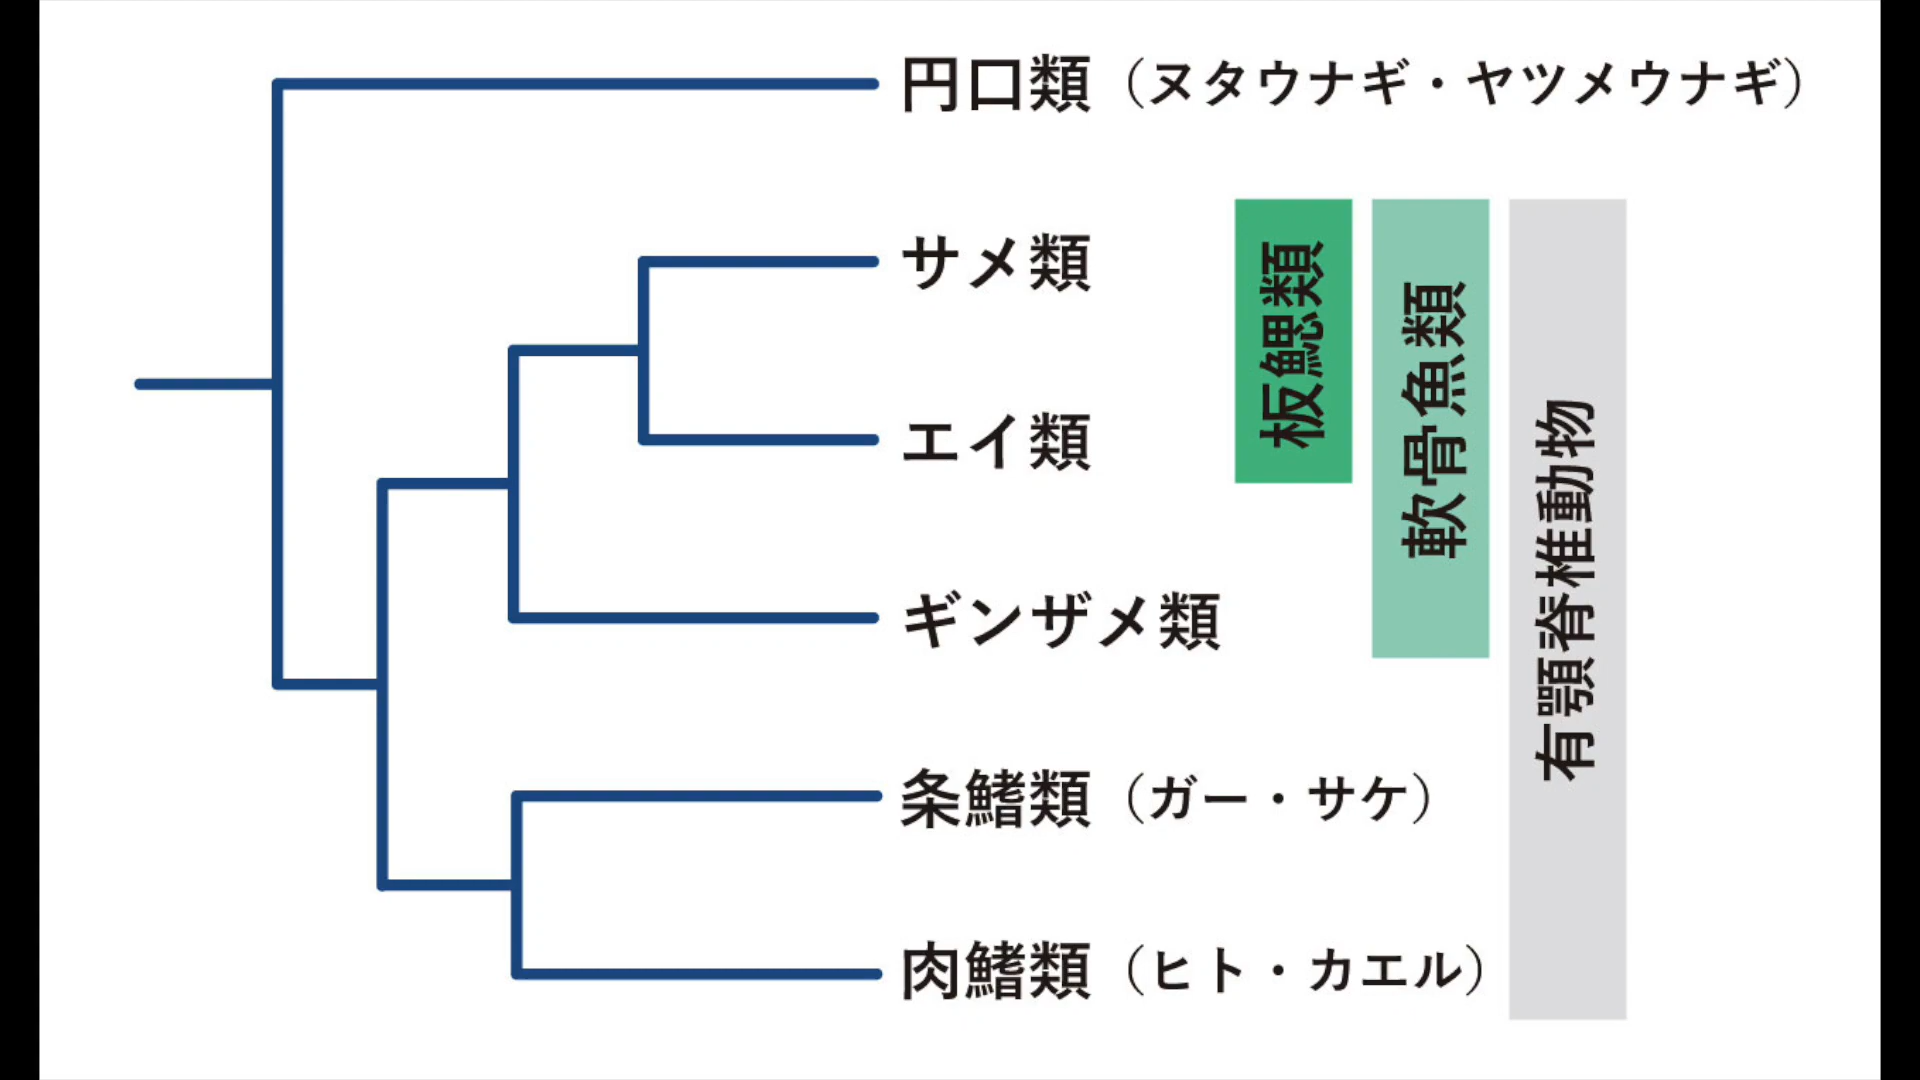 円口類（ヌタウナギ・ヤツメウナギ）
サメ類
エイ類
ギンザメ類
条鰭類（ガー・サケ）
肉鰭類（ヒト・カエル）
板鰓類
軟骨魚類
有顎脊椎動物